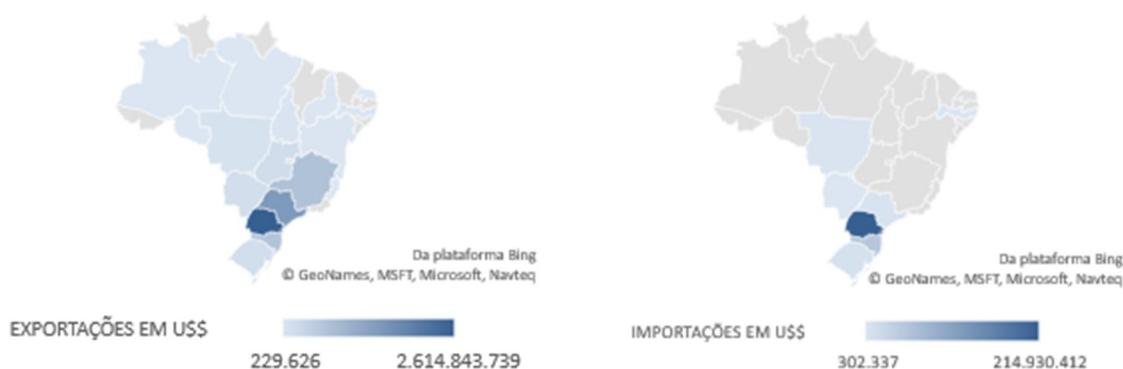 Da plataforma Bing
© GeoNames, MSFT, Microsoft, Navteq
EXPORTAÇÕES EM U$$
229.626
2.614.843.739
Da plataforma Bing
© GeoNames, MSFT, Microsoft, Navteq
IMPORTAÇÕES EM U$$
302.337
214.930.412